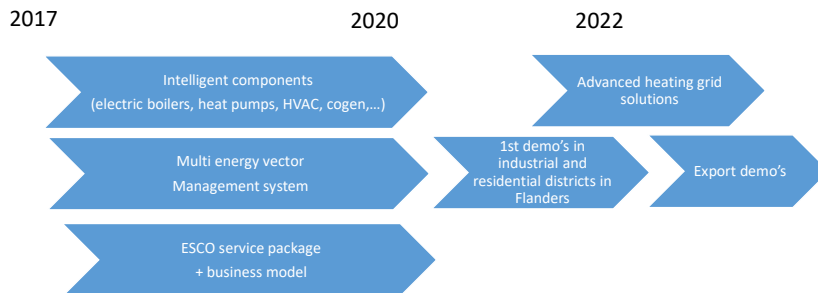 2017 2020 2022
Intelligent components
(electric boilers, heat pumps, HVAC, cogen,...)
Advanced heating grid
solutions
Multi energy vector
Management system
1st demo's in
industrial and
residential districts in
Flanders
Export demo's
ESCO service package
+ business model